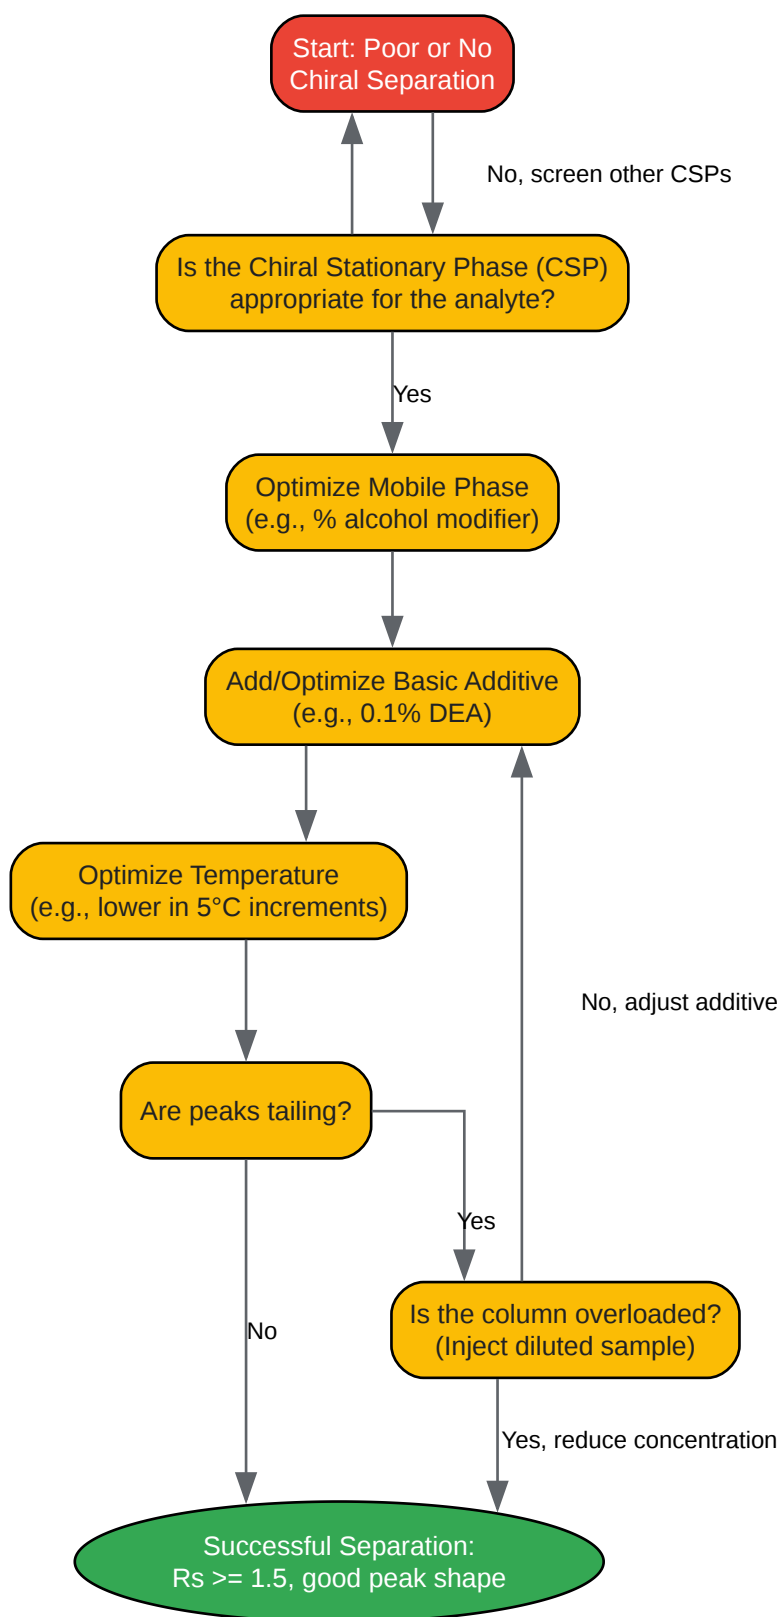 Start: Poor or No
Chiral Separation
No, screen other CSPs
Is the Chiral Stationary Phase (CSP)
appropriate for the analyte?
Yes
Optimize Mobile Phase
(e.g., % alcohol modifier)
Add/Optimize Basic Additive
(e.g., 0.1% DEA)
Optimize Temperature
(e.g., lower in 5°C increments)
No, adjust additive
Are peaks tailing?
Yes
Is the column overloaded?
(Inject diluted sample)
No
Yes, reduce concentration
Successful Separation:
Rs >= 1.5, good peak shape